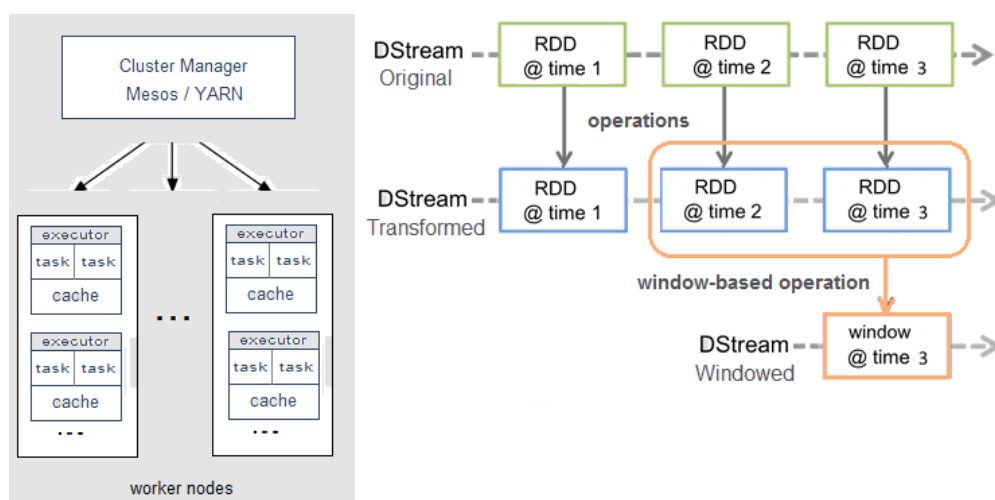 Cluster Manager
Mesos / YARN
executor
task task
cache
...
executor
task task
cache
...
...
executor
task task
cache
executor
task task
cache
...
worker nodes
DStream
Original
RDD
@ time 1
RDD
@ time 2
RDD
@ time 3
operations
DStream
Transformed
RDD
@ time 1
RDD
@ time 2
RDD
@ time 3
window-based operation
DStream
Windowed
window
@ time 3